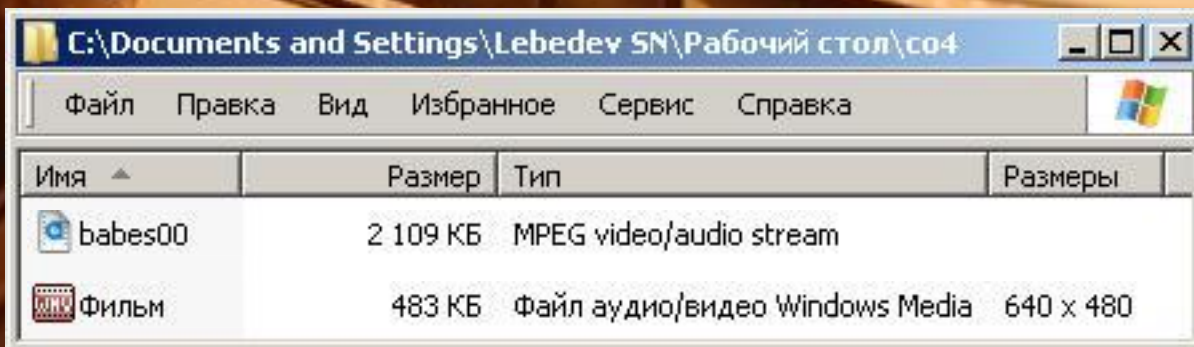 C:\Documents and Settings\Lebedev SN\Рабочий стол\co4
Файл Правка Вид Избранное Сервис Справка
Имя Размер Тип Размеры
babes00 2 109 КБ MPEG video/audio stream
Фильм 483 КБ Файл аудио/видео Windows Media 640 x 480